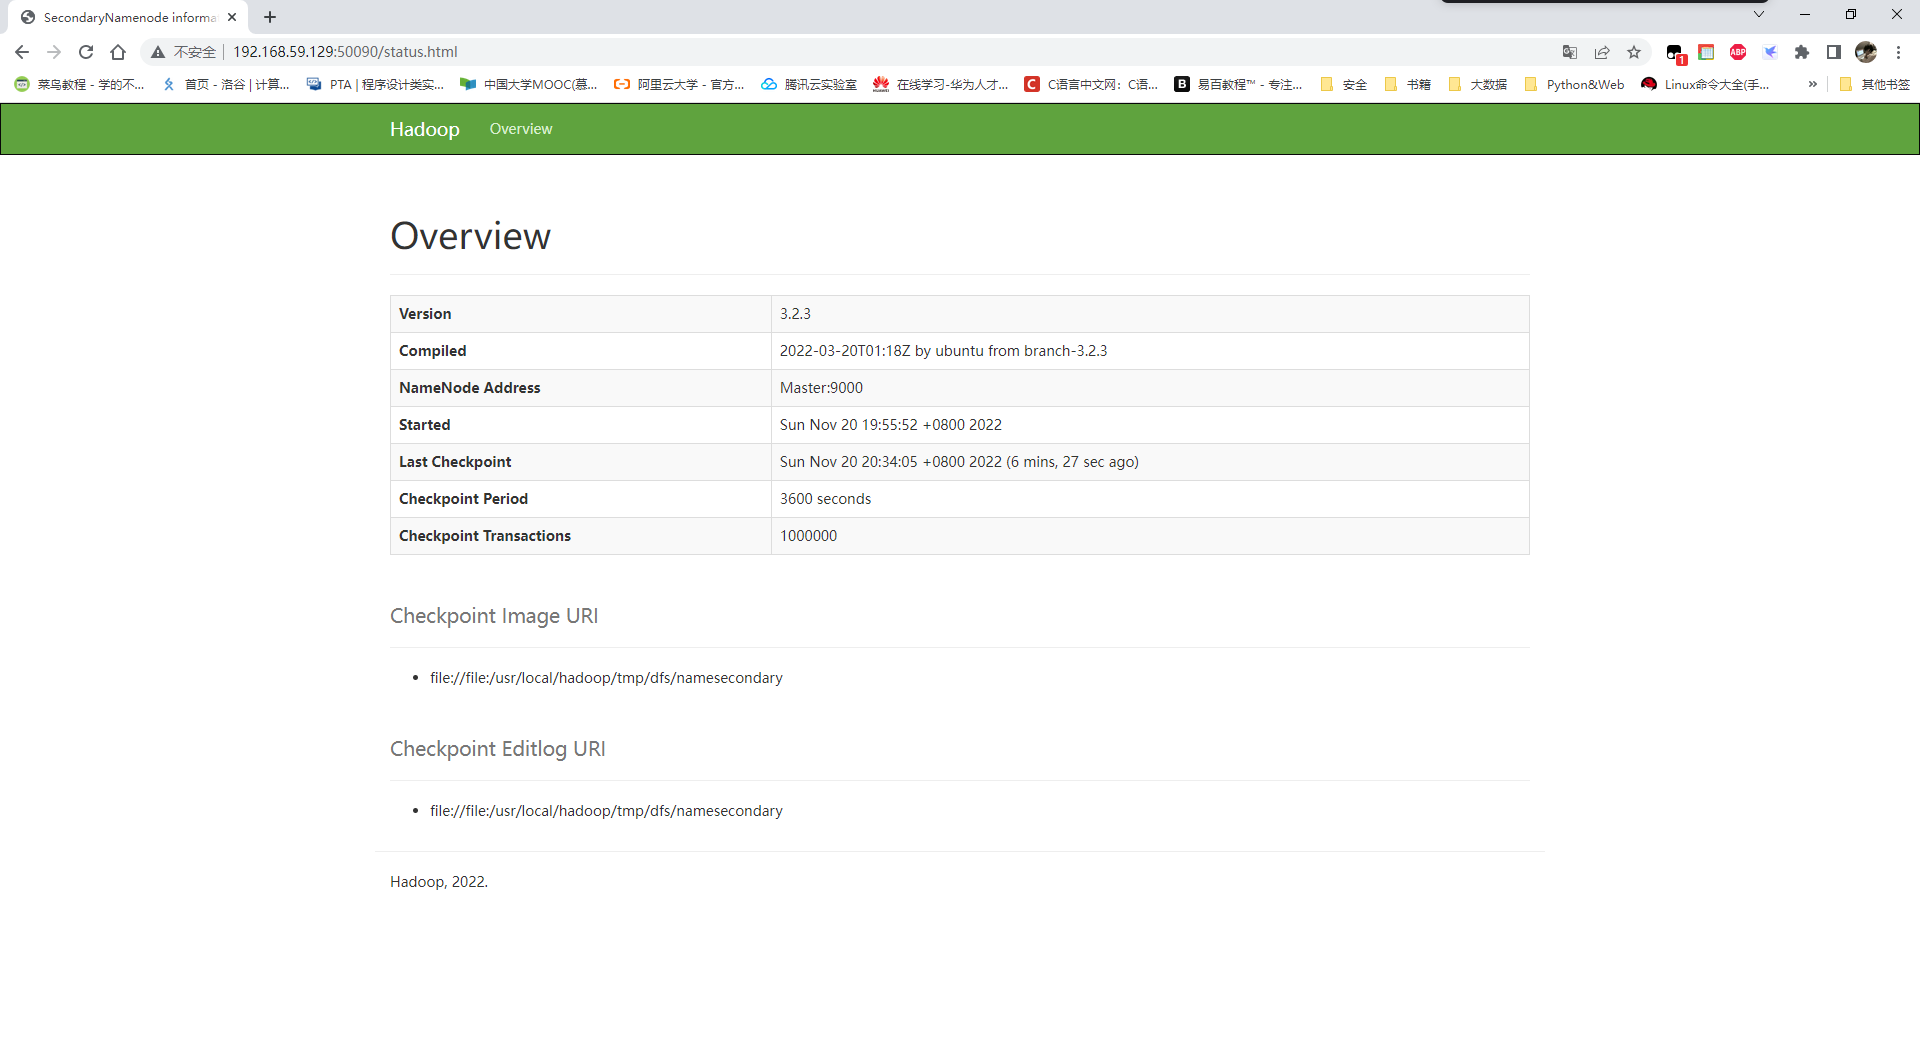 SecondaryNamenode informa
不安全 192.168.59.129:50090/status.html
1 ABP
菜鸟教程 - 学的不... 首页 - 洛谷 | 计算... PTA | 程序设计类实... 中国大学MOOC(慕... 阿里云大学 - 官方... 腾讯云实验室 在线学习-华为人才... C语言中文网：C语... 易百教程™ - 专注... 安全 书籍 大数据 Python&Web Linux命令大全(手... » 其他书签
Hadoop Overview
Overview
Version 3.2.3
Compiled 2022-03-20T01:18Z by ubuntu from branch-3.2.3
NameNode Address Master:9000
Started Sun Nov 20 19:55:52 +0800 2022
Last Checkpoint Sun Nov 20 20:34:05 +0800 2022 (6 mins, 27 sec ago)
Checkpoint Period 3600 seconds
Checkpoint Transactions 1000000
Checkpoint Image URI
• file://file:/usr/local/hadoop/tmp/dfs/namesecondary
Checkpoint Editlog URI
• file://file:/usr/local/hadoop/tmp/dfs/namesecondary
Hadoop, 2022.